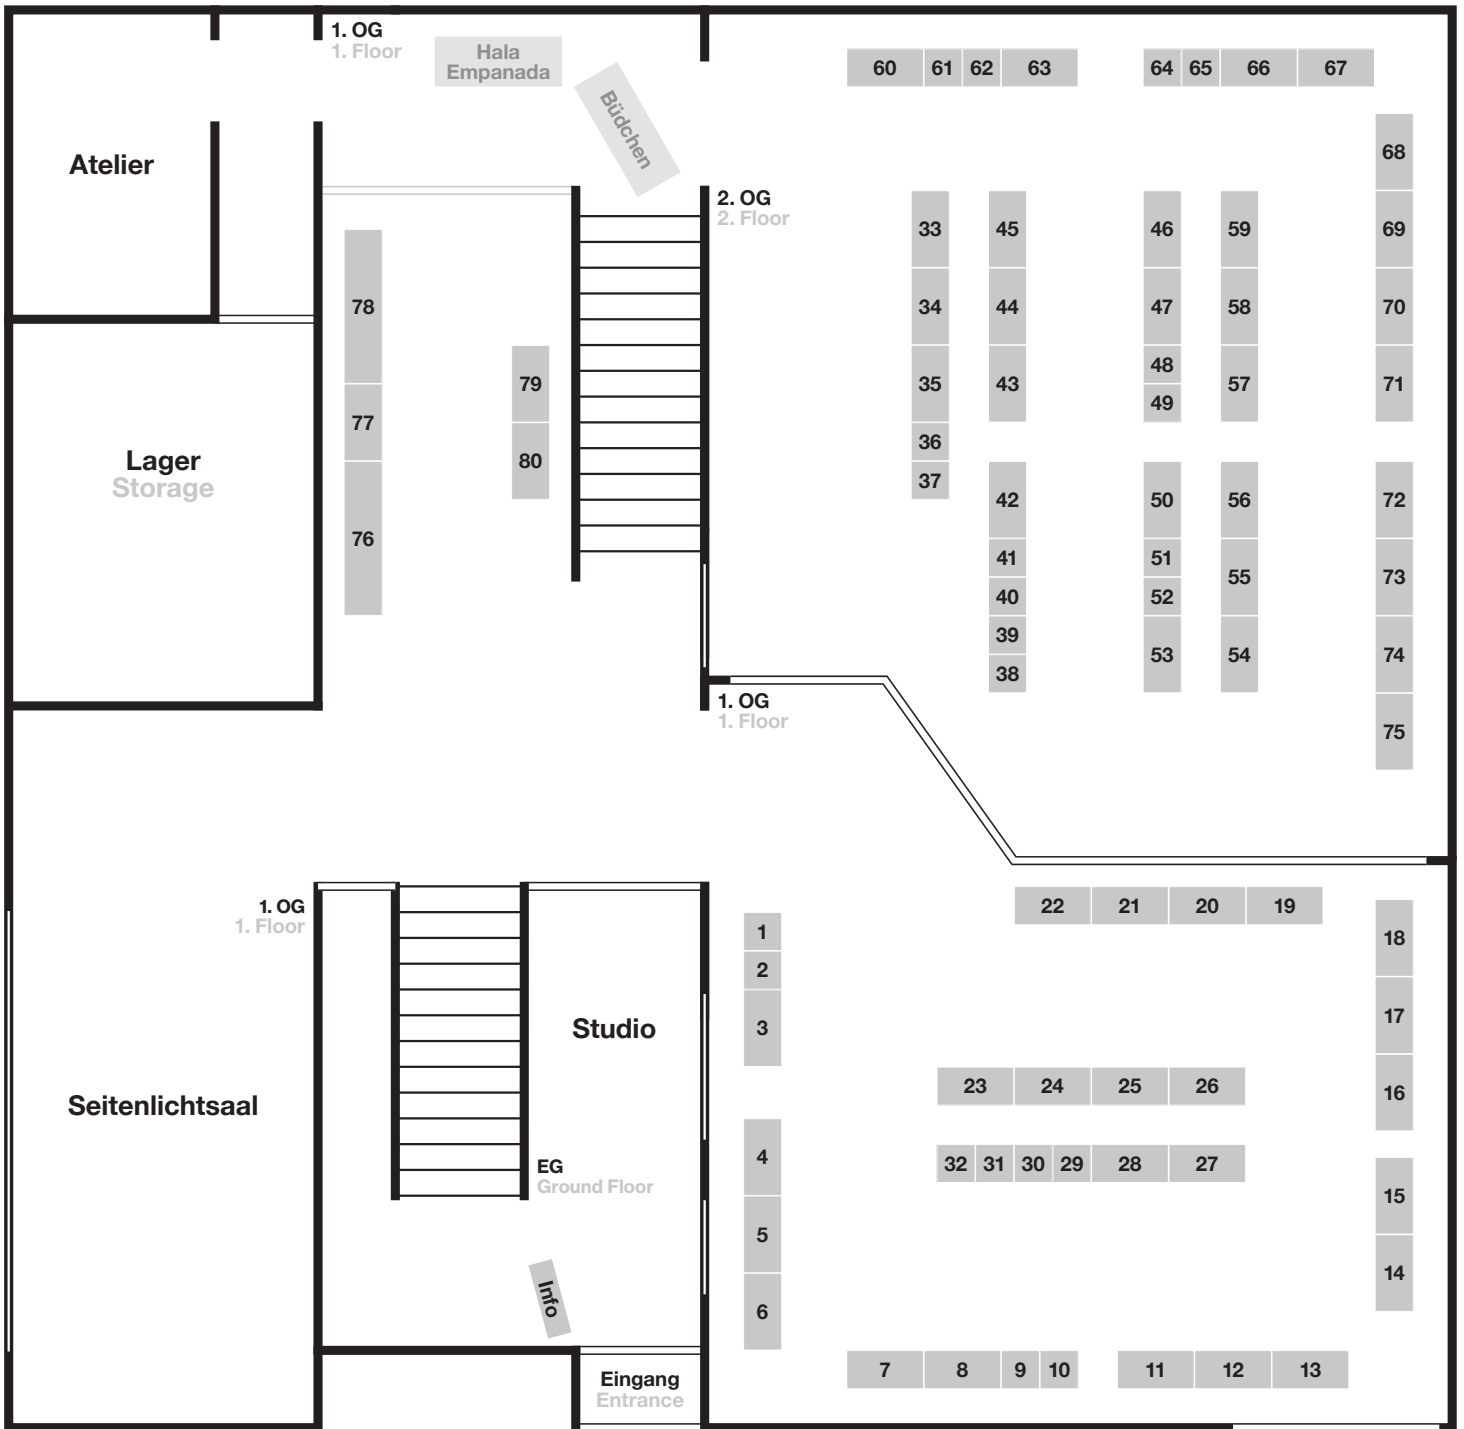 1. OG
1. Floor
Hala
Empanada
Büdchen
60 61 62 63 64 65 66 67
68
Atelier
2. OG
2. Floor
33 45 46 59 69
78 34 44 47 58 70
48
79 35 43 57 71
49
77
36
Lager
80
37
Storage
42 50 56 72
76
41 51
55 73
40 52
39
53 54 74
38
1. OG
1. Floor
75
1. OG
1. Floor
22 21 20 19
1
18
2
Studio
3
17
23 24 25 26
16
Seitenlichtsaal
4
32 31 30 29 28 27
EG
Ground Floor
15
5
14
Info
6
7 8 9 10 11 12 13
Eingang
Entrance